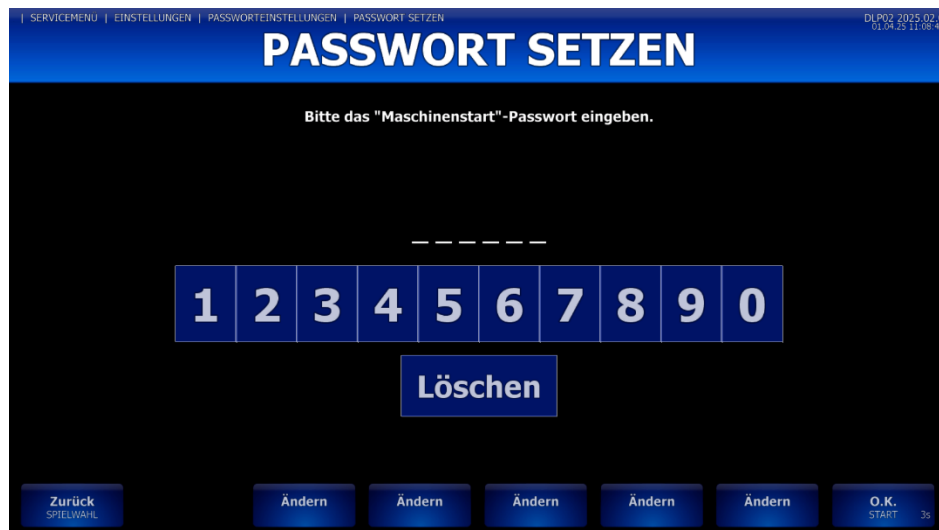 | SERVICEMENU | EINSTELLUNGEN | PASSWORTEINSTELLUNGEN | PASSWORT SETZEN
DLP02 2025.02.
01.04.25 11:08:4
PASSWORT SETZEN
Bitte das "Maschinenstart"-Passwort eingeben.
_ _ _ _ _ _
1 2 3 4 5 6 7 8 9 0
Löschen
Zurück Ändern Ändern Ändern Ändern Ändern O.K.
SPIELWAHL START 3s